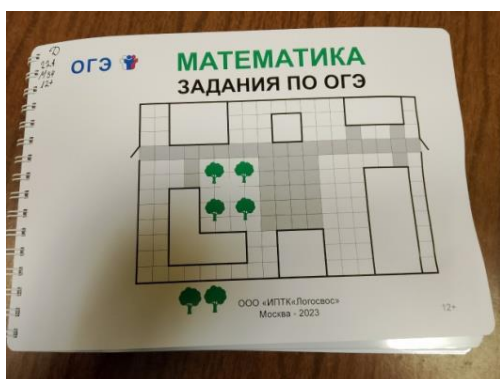 ОГЭ
МАТЕМАТИКА
ЗАДАНИЯ ПО ОГЭ
ООО «ИПТК«Логосвос»
Москва - 2023
12+